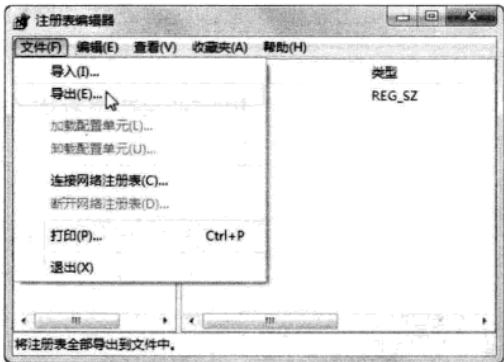 注册表编辑器
文件(F) 编辑(E) 查看(V) 收藏夹(A) 帮助(H)
导入(I)... 类型
导出(E)... REG_SZ
加载配置单元(L)...
卸载配置单元(U)...
连接网络注册表(C)...
断开网络注册表(D)...
打印(P)... Ctrl+P
退出(X)
将注册表全部导出到文件中。